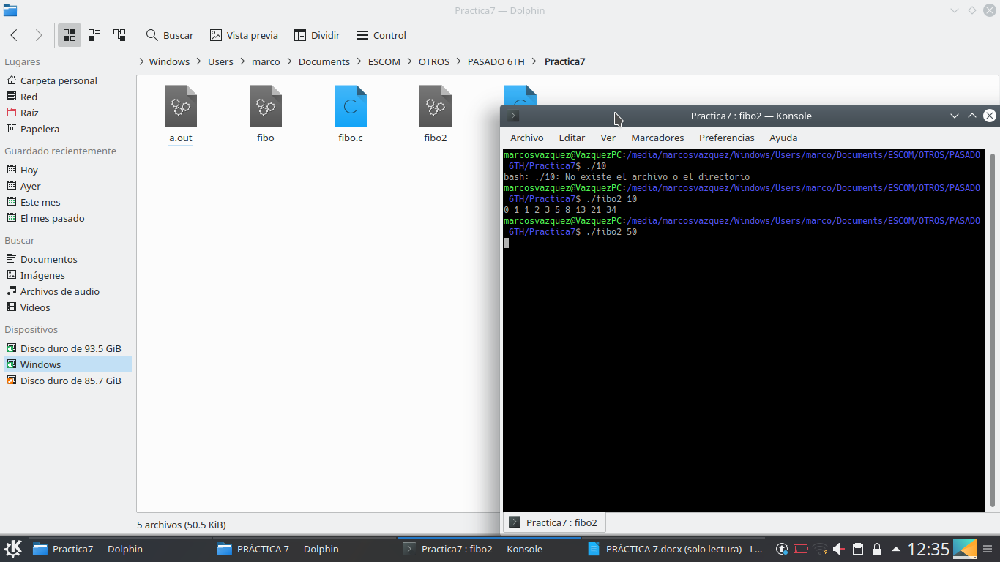 Practica7 — Dolphin
Buscar
Vista previa
Dividir
Control
Lugares
Windows > Users > marco > Documents > ESCOM > OTROS > PASADO 6TH > Practica7
Carpeta personal
Red
Raíz
Papelera
Guardado recientemente
Hoy
Ayer
Este mes
El mes pasado
Buscar
Documentos
Imágenes
Archivos de audio
Vídeos
Dispositivos
Disco duro de 93.5 GiB
Windows
Disco duro de 85.7 GiB
a.out
fibo
fibo.c
fibo2
5 archivos (50.5 KiB)
Practica7 : fibo2 — Konsole
Archivo Editar Ver Marcadores Preferencias Ayuda
marcosvazquez@VazquezPC:/media/marcosvazquez/Windows/Users/marco/Documents/ESCOM/OTROS/PASADO
6TH/Practica7$ ./10
bash: ./10: No existe el archivo o el directorio
marcosvazquez@VazquezPC:/media/marcosvazquez/Windows/Users/marco/Documents/ESCOM/OTROS/PASADO
6TH/Practica7$ ./fibo2 10
0 1 1 2 3 5 8 13 21 34
marcosvazquez@VazquezPC:/media/marcosvazquez/Windows/Users/marco/Documents/ESCOM/OTROS/PASADO
6TH/Practica7$ ./fibo2 50
Practica7 : fibo2
Practica7 — Dolphin
PRÁCTICA 7 — Dolphin
Practica7 : fibo2 — Konsole
PRÁCTICA 7.docx (solo lectura) - L...
12:35